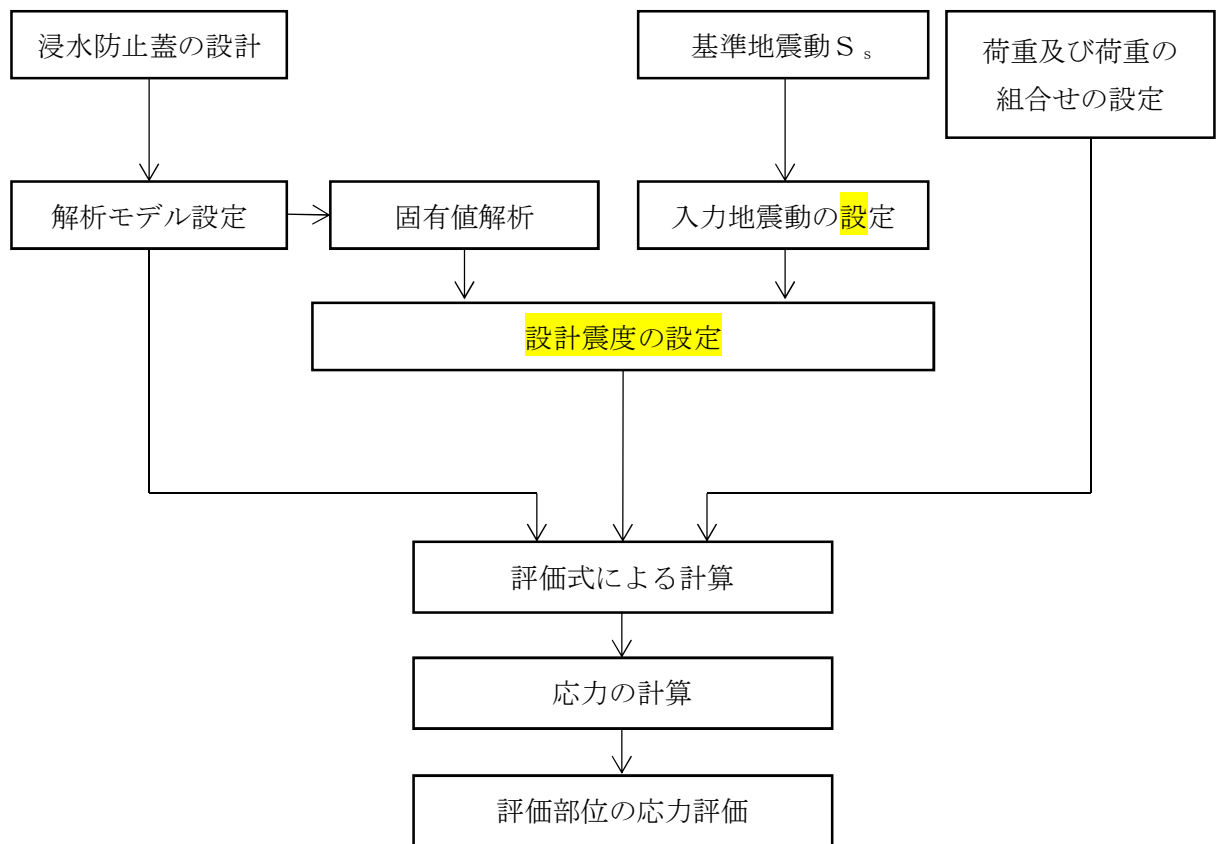 浸水防止蓋の設計
基準地震動Ｓｓ
荷重及び荷重の
組合せの設定
解析モデル設定
固有値解析
入力地震動の設定
設計震度の設定
評価式による計算
応力の計算
評価部位の応力評価